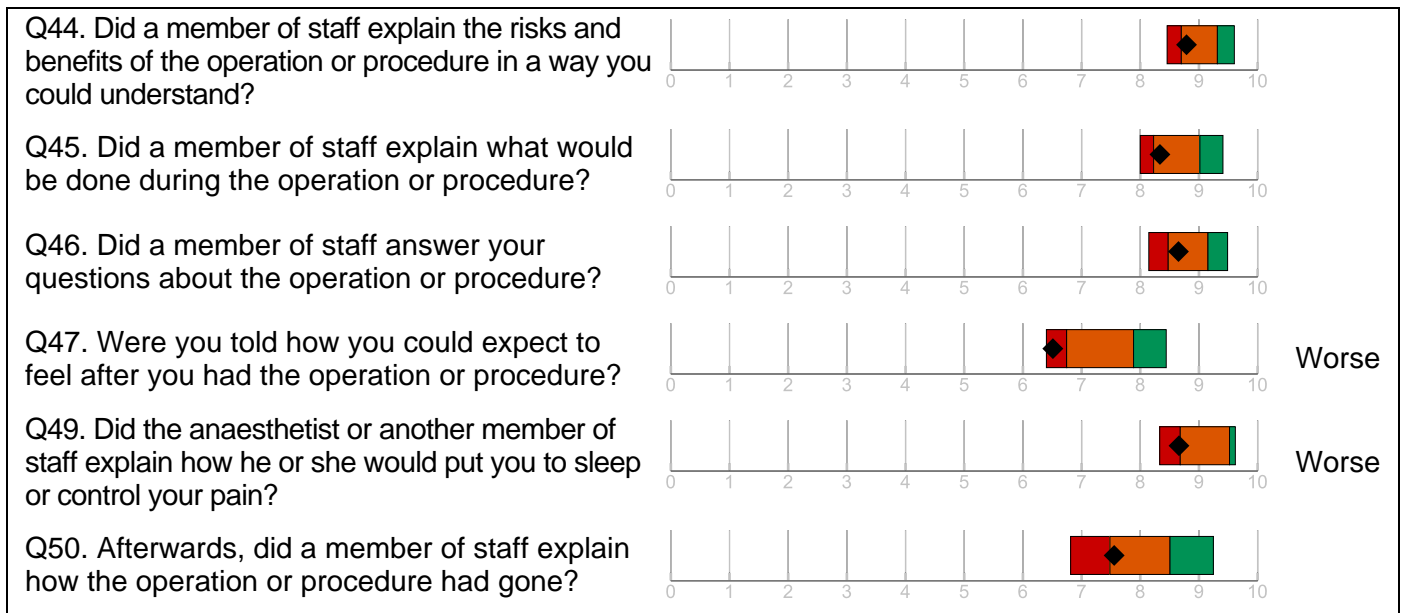 Q44. Did a member of staff explain the risks and
benefits of the operation or procedure in a way you
could understand?
0 1 2 3 4 5 6 7 8 9 10
Q45. Did a member of staff explain what would
be done during the operation or procedure?
0 1 2 3 4 5 6 7 8 9 10
Q46. Did a member of staff answer your
questions about the operation or procedure?
0 1 2 3 4 5 6 7 8 9 10
Q47. Were you told how you could expect to
feel after you had the operation or procedure?
Worse
0 1 2 3 4 5 6 7 8 9 10
Q49. Did the anaesthetist or another member of
staff explain how he or she would put you to sleep
or control your pain?
Worse
0 1 2 3 4 5 6 7 8 9 10
Q50. Afterwards, did a member of staff explain
how the operation or procedure had gone?
0 1 2 3 4 5 6 7 8 9 10